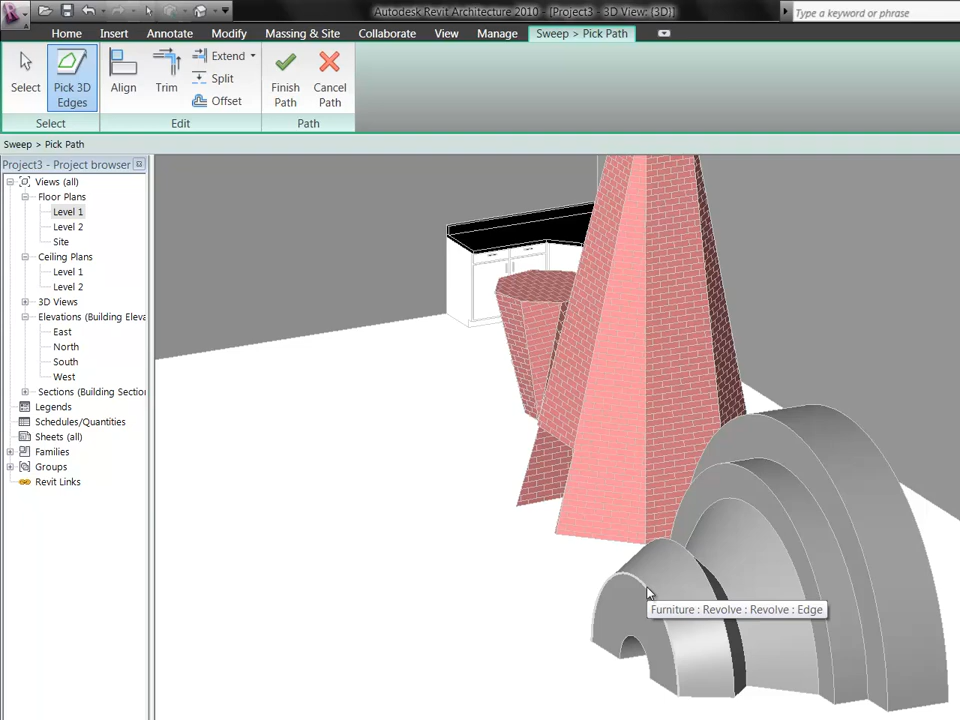 Autodesk Revit Architecture 2010 - [Project3 - 3D View: {3D}]
Type a keyword or phrase
Home Insert Annotate Modify Massing & Site Collaborate View Manage Sweep > Pick Path
Select
Pick 3D Edges
Align
Trim
Extend
Split
Offset
Finish Path
Cancel Path
Select Edit Path
Sweep > Pick Path
Project3 - Project browser
Views (all)
Floor Plans
Level 1
Level 2
Site
Ceiling Plans
Level 1
Level 2
3D Views
Elevations (Building Eleva
East
North
South
West
Sections (Building Section
Legends
Schedules/Quantities
Sheets (all)
Families
Groups
Revit Links
Furniture : Revolve : Revolve : Edge